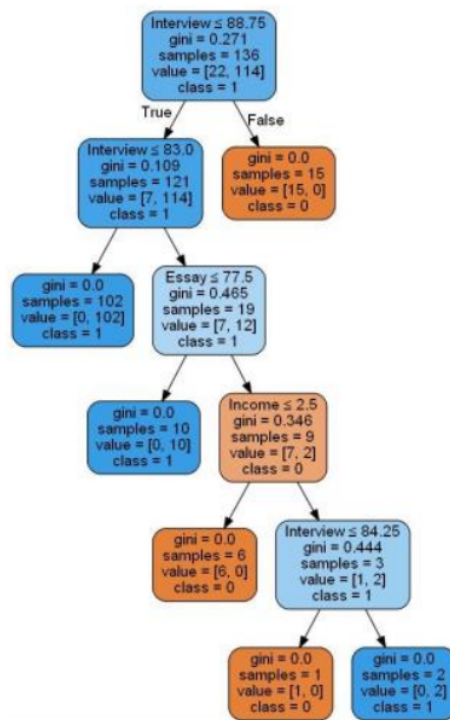 Interview ≤ 88.75
gini = 0.271
samples = 136
value = [22, 114]
class = 1
True
False
Interview ≤ 83.0
gini = 0.109
samples = 121
value = [7, 114]
class = 1
gini = 0.0
samples = 15
value = [15, 0]
class = 0
gini = 0.0
samples = 102
value = [0, 102]
class = 1
Essay ≤ 77.5
gini = 0.465
samples = 19
value = [7, 12]
class = 1
gini = 0.0
samples = 10
value = [0, 10]
class = 1
Income ≤ 2.5
gini = 0.346
samples = 9
value = [7, 2]
class = 0
gini = 0.0
samples = 6
value = [6, 0]
class = 0
Interview ≤ 84.25
gini = 0.444
samples = 3
value = [1, 2]
class = 1
gini = 0.0
samples = 1
value = [1, 0]
class = 0
gini = 0.0
samples = 2
value = [0, 2]
class = 1